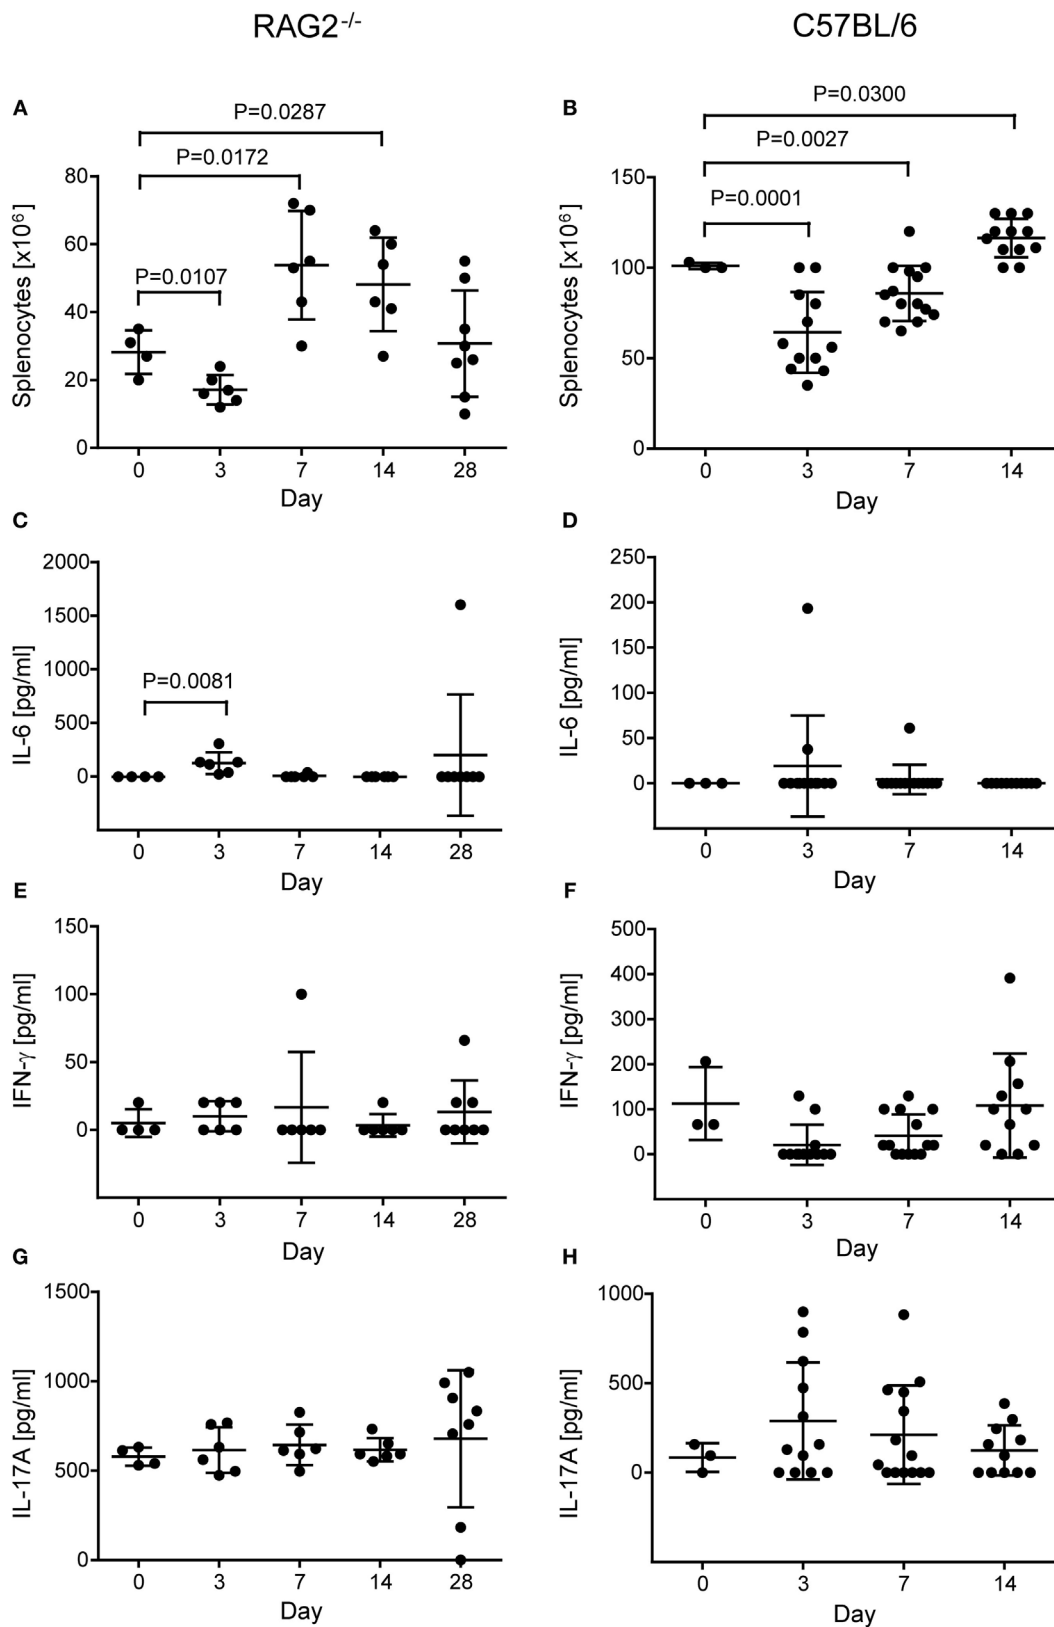 RAG2-/-
C57BL/6
A
P=0.0287
P=0.0172
P=0.0107
Splenocytes [x10⁶]
80
60
40
20
0
0 3 7 14 28
Day
B
P=0.0300
P=0.0027
P=0.0001
Splenocytes [x10⁶]
150
100
50
0
0 3 7 14
Day
C
P=0.0081
IL-6 [pg/ml]
2000
1500
1000
500
0
0 3 7 14 28
Day
D
IL-6 [pg/ml]
250
200
150
100
50
0
0 3 7 14
Day
E
IFN-γ [pg/ml]
150
100
50
0
0 3 7 14 28
Day
F
IFN-γ [pg/ml]
500
400
300
200
100
0
0 3 7 14
Day
G
IL-17A [pg/ml]
1500
1000
500
0
0 3 7 14 28
Day
H
IL-17A [pg/ml]
1000
500
0
0 3 7 14
Day